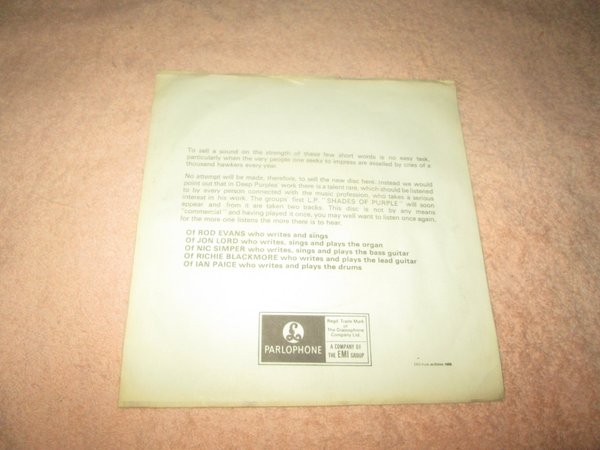 To sell a sound on the strength of these few short words is no easy task,
particularly when the very people one seeks to impress are assailed by cries of a
thousand hawkers every year.
No attempt will be made, therefore, to sell the new disc here. Instead we would
point out that in Deep Purples' work there is a talent rare, which should be listened
to by every person connected with the music profession, who takes a serious
interest in his work. The groups' first L.P. "SHADES OF PURPLE" will soon
appear and from it are taken two tracks. This disc is not by any means
"commercial" and having played it once, you may well want to listen once again,
for the more one listens the more there is to hear.
Of ROD EVANS who writes and sings
Of JON LORD who writes, sings and plays the organ
Of NIC SIMPER who writes, sings and plays the bass guitar
Of RICHIE BLACKMORE who writes and plays the lead guitar
Of IAN PAICE who writes and plays the drums
PARLOPHONE
Regd. Trade Mark
of
The Gramophone
Company Ltd.
A COMPANY OF
THE EMI GROUP